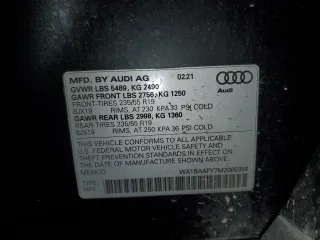 MFD. BY AUDI AG 02.21
GVWR LBS 5489, KG 2490
GAWR FRONT LBS 2756, KG 1250
FRONT-TIRES 235/55 R19
8JX19 RIMS, AT 230 KPA 33 PSI COLD
GAWR REAR LBS 2998, KG 1360
REAR-TIRES 235/55 R19
8JX19 RIMS, AT 250 KPA 36 PSI COLD
THIS VEHICLE CONFORMS TO ALL APPLICABLE
FEDERAL MOTOR VEHICLE SAFETY AND THEFT
PREVENTION STANDARDS IN EFFECT ON THE
DATE OF MANUFACTURE SHOWN ABOVE.
MEXICO
Audi
MPV